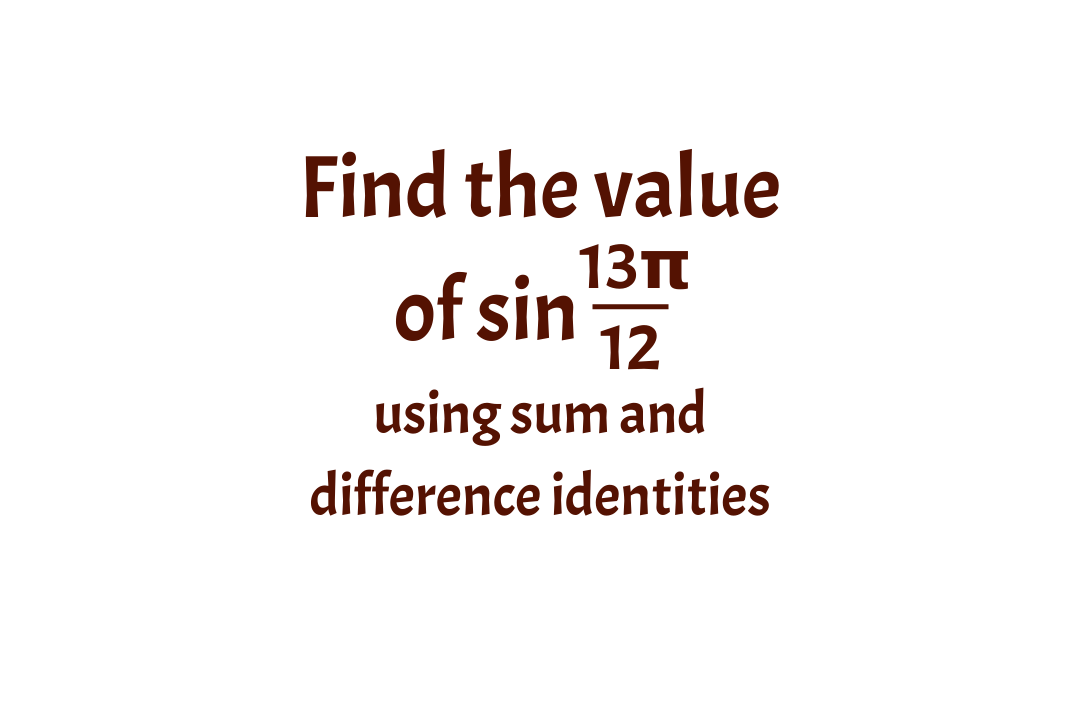 Find the value
of sin 13π/12
using sum and
difference identities